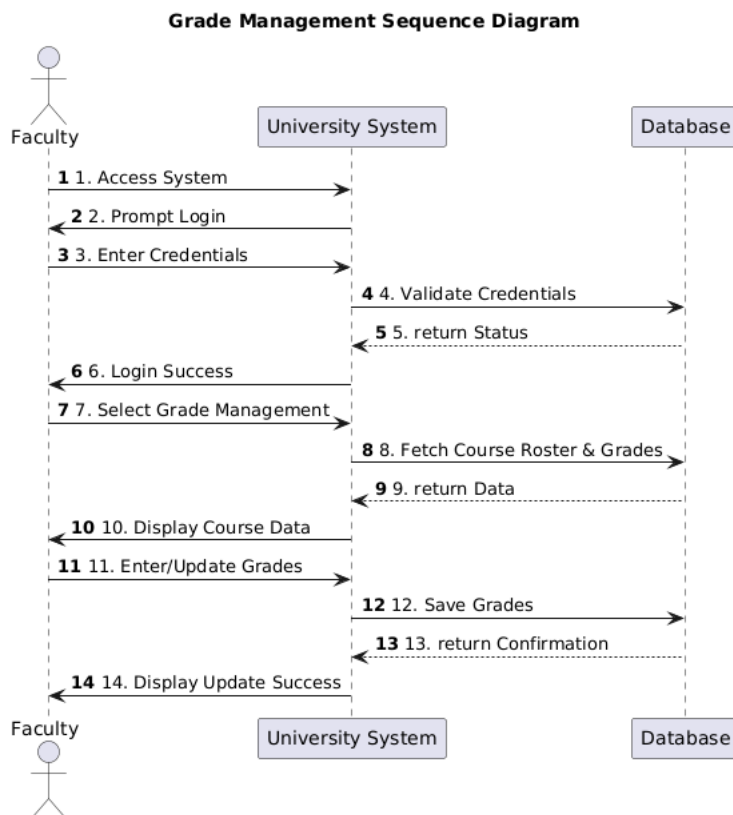 Grade Management Sequence Diagram
Faculty
University System
Database
1 1. Access System
2 2. Prompt Login
3 3. Enter Credentials
4 4. Validate Credentials
5 5. return Status
6 6. Login Success
7 7. Select Grade Management
8 8. Fetch Course Roster & Grades
9 9. return Data
10 10. Display Course Data
11 11. Enter/Update Grades
12 12. Save Grades
13 13. return Confirmation
14 14. Display Update Success
Faculty
University System
Database